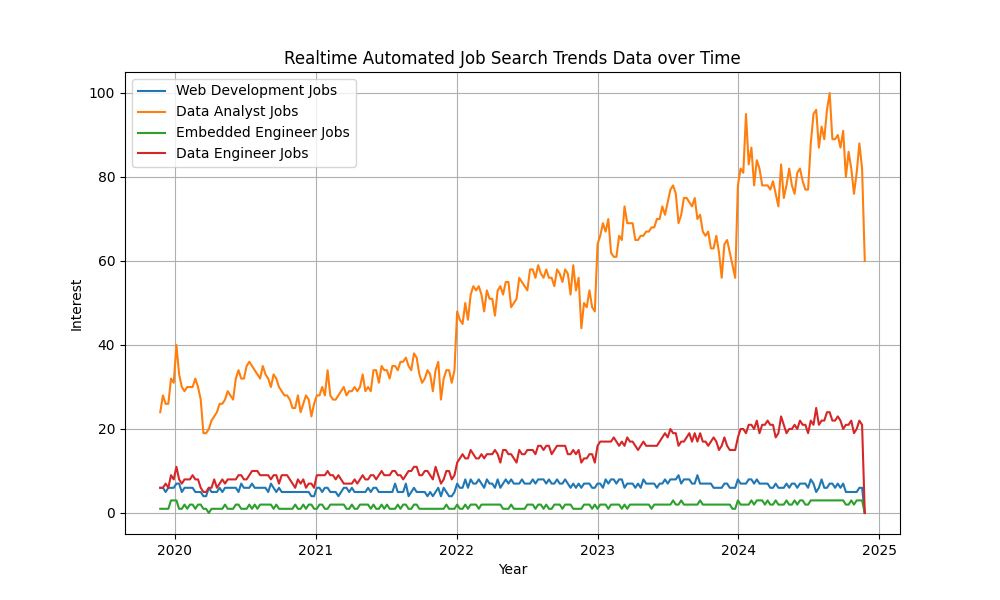 Realtime Automated Job Search Trends Data over Time
Web Development Jobs
Data Analyst Jobs
Embedded Engineer Jobs
Data Engineer Jobs
100
80
60
40
20
0
Interest
2020 2021 2022 2023 2024 2025
Year